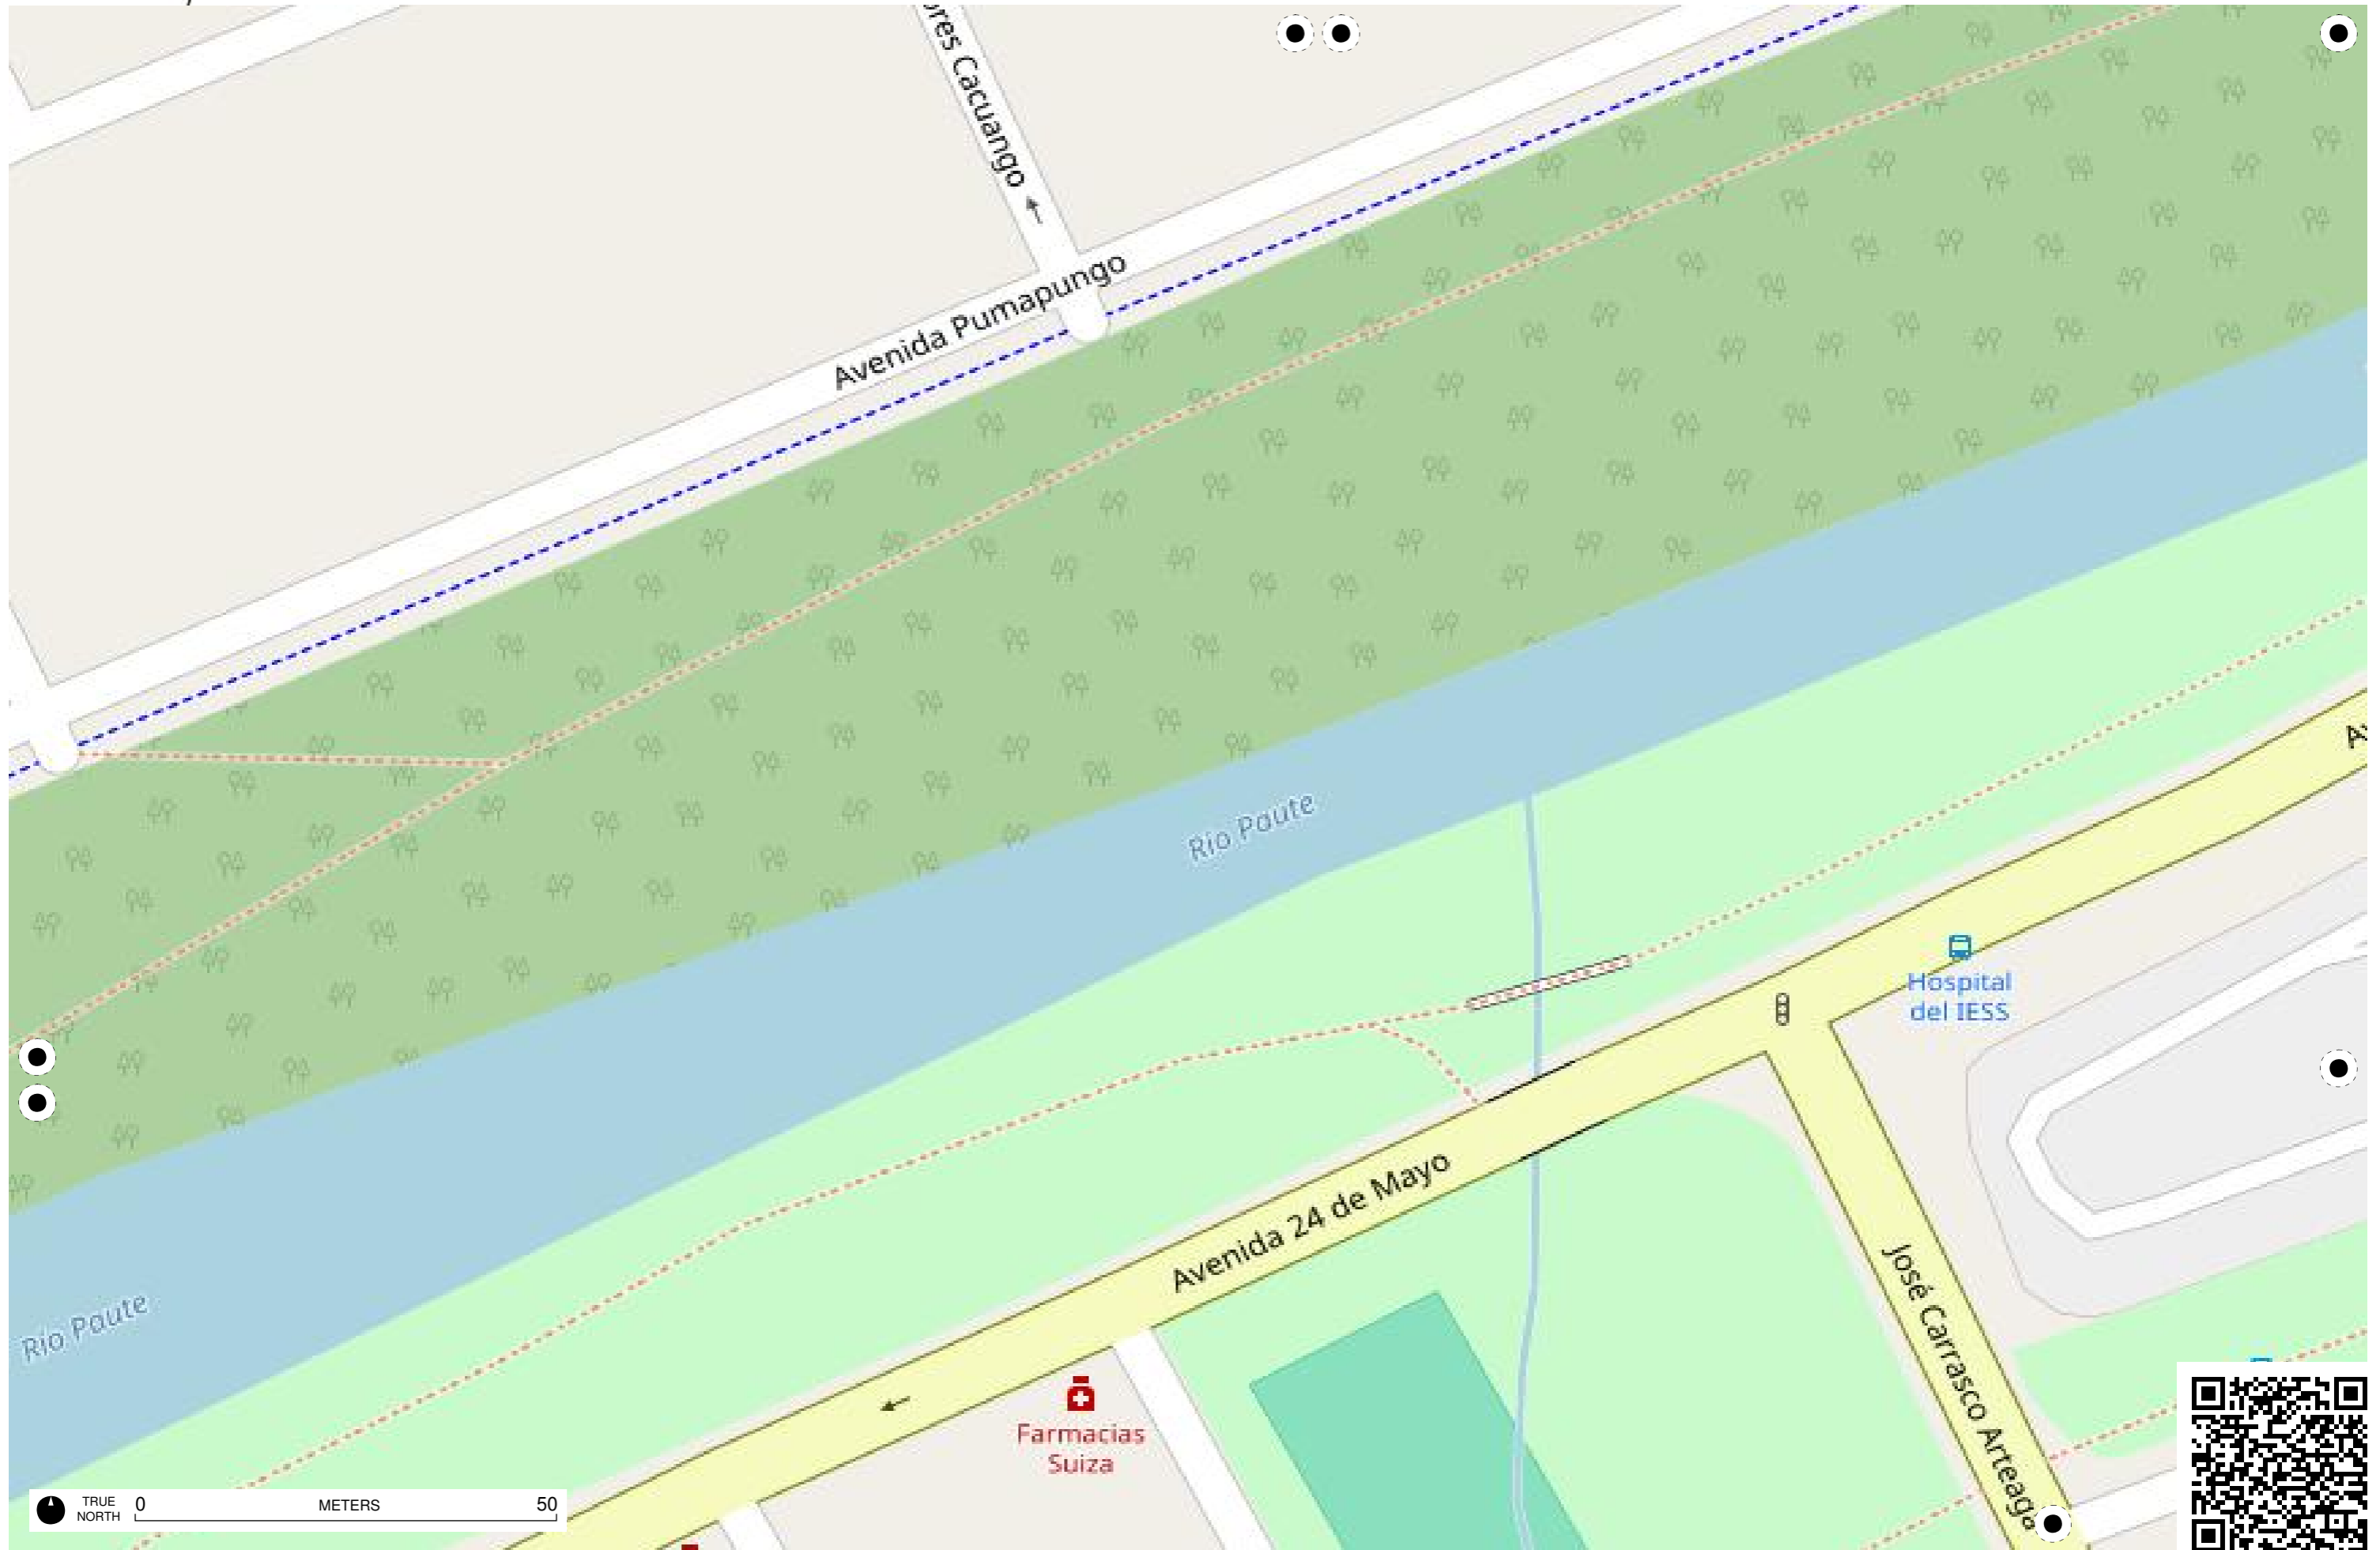 Cacuango
Avenida Pumapungo
Río Paute
Hospital
del IESS
Avenida 24 de Mayo
José Carrasco Arteaga
Río Paute
Farmacias
Suiza
TRUE
NORTH
0
METERS
50